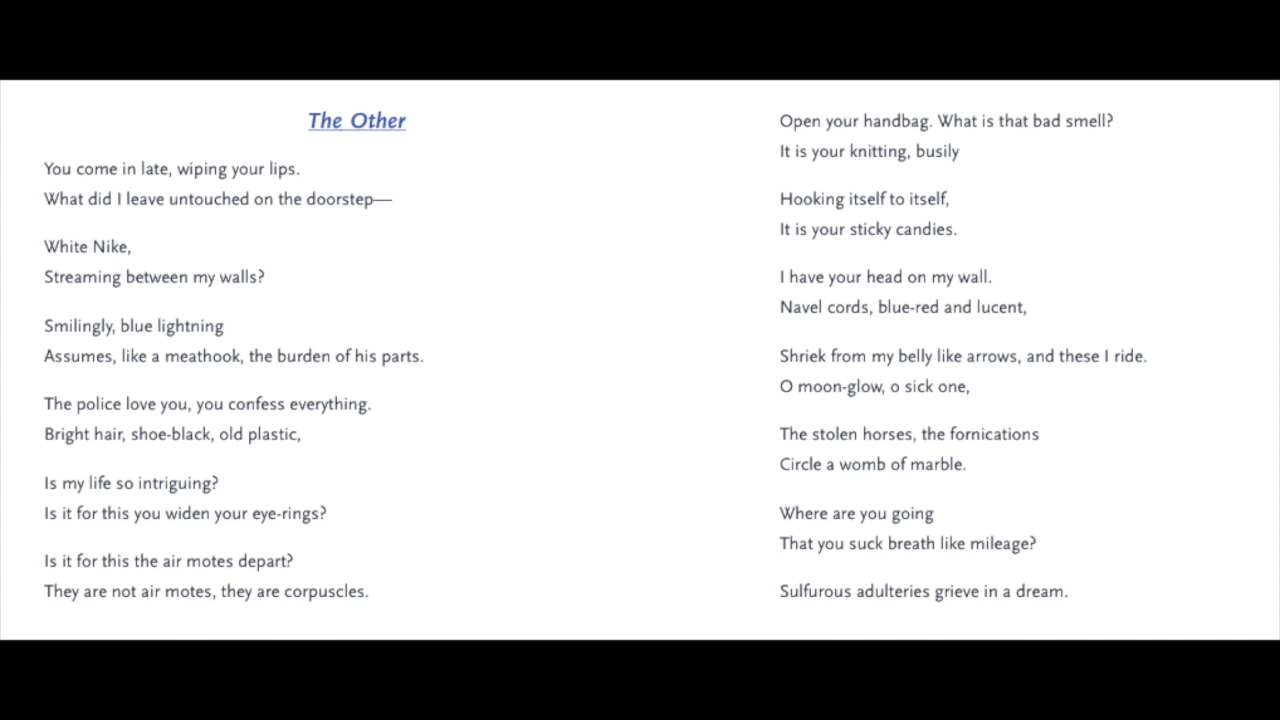 The Other
You come in late, wiping your lips.
What did I leave untouched on the doorstep—
White Nike,
Streaming between my walls?
Smilingly, blue lightning
Assumes, like a meathook, the burden of his parts.
The police love you, you confess everything.
Bright hair, shoe-black, old plastic,
Is my life so intriguing?
Is it for this you widen your eye-rings?
Is it for this the air motes depart?
They are not air motes, they are corpuscles.
Open your handbag. What is that bad smell?
It is your knitting, busily
Hooking itself to itself,
It is your sticky candies.
I have your head on my wall.
Navel cords, blue-red and lucent,
Shriek from my belly like arrows, and these I ride.
O moon-glow, o sick one,
The stolen horses, the fornications
Circle a womb of marble.
Where are you going
That you suck breath like mileage?
Sulfurous adulteries grieve in a dream.